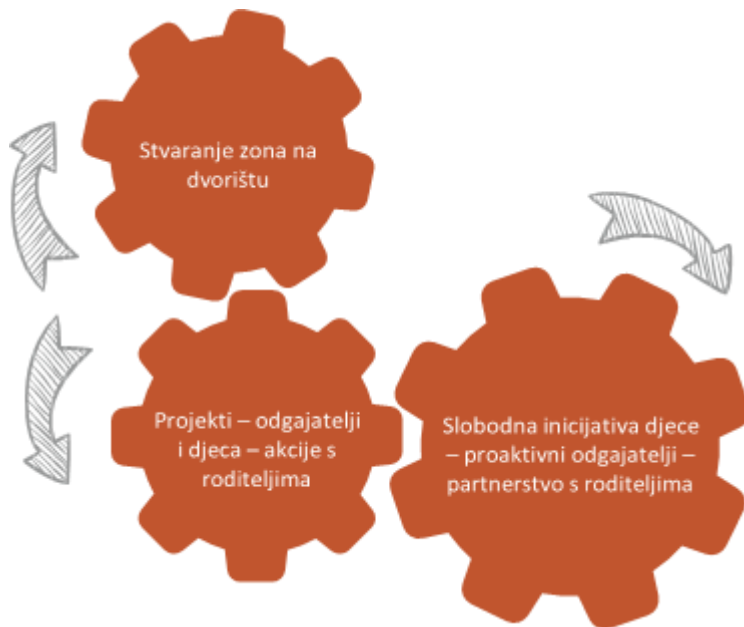 Stvaranje zona na
dvorištu
Projekti – odgajatelji
i djeca – akcije s
roditeljima
Slobodna inicijativa djece
– proaktivni odgajatelji –
partnerstvo s roditeljima